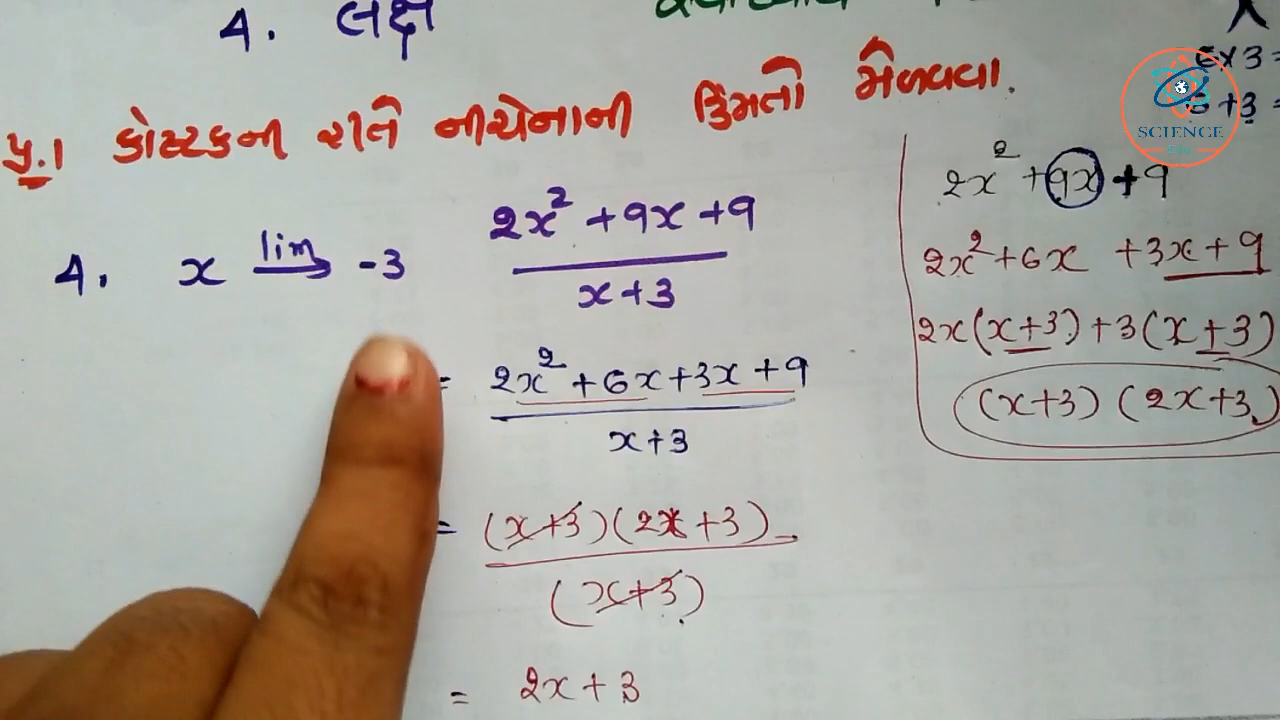 4. લક્ષ
પ્ર.1 કોષ્ટકની રીતે નીચેનાની કિંમતો મેળવવા.
4. x lim→ -3 2x² + 9x + 9
x + 3
= 2x² + 6x + 3x + 9
x + 3
= (x+3)(2x+3)
(x+3)
= 2x + 3
x 3 =
+ 3 =
SCIENCE
2x² + 9x + 9
2x² + 6x + 3x + 9
2x(x+3) + 3(x+3)
(x+3) (2x+3)